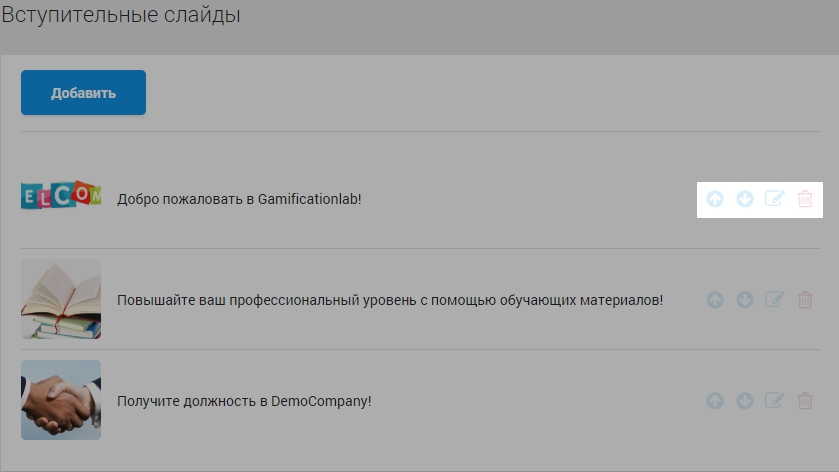 Вступительные слайды
Добавить
ELCOM
Добро пожаловать в Gamificationlab!
Повышайте ваш профессиональный уровень с помощью обучающих материалов!
Получите должность в DemoCompany!